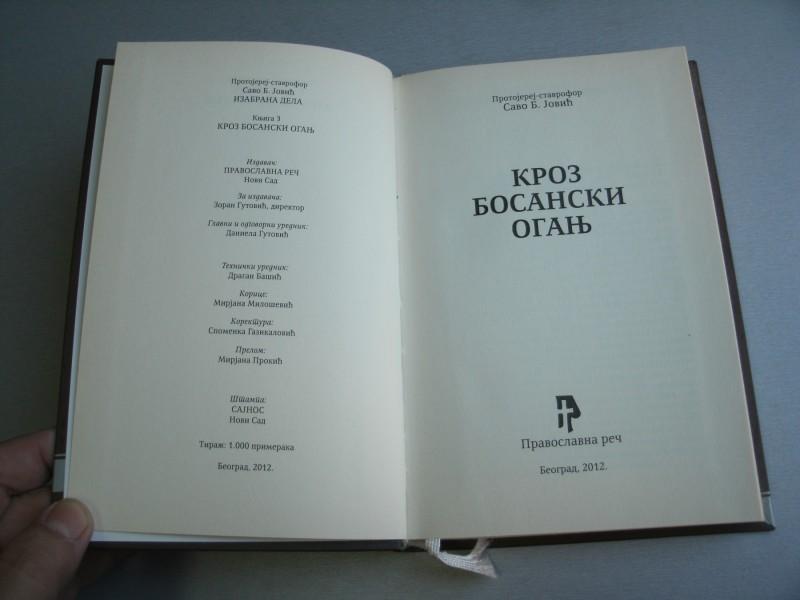 Протојереј-ставрофор
Саво Б. Јовић
ИЗАБРАНА ДЕЛА
Књига 3
КРОЗ БОСАНСКИ ОГАЊ
Издавач:
ПРАВОСЛАВНА РЕЧ
Нови Сад
За издавача:
Зоран Гутовић, директор
Главни и одговорни уредник:
Даниела Гутовић
Технички уредник:
Драган Башић
Корице:
Мирјана Милошевић
Коректура:
Споменка Газикаловић
Прелом:
Мирјана Прокић
Штампа:
САЈНОС
Нови Сад
Тираж: 1.000 примерака
Београд, 2012.
Протојереј-ставрофор
Саво Б. Јовић
КРОЗ
БОСАНСКИ
ОГАЊ
Православна реч
Београд, 2012.